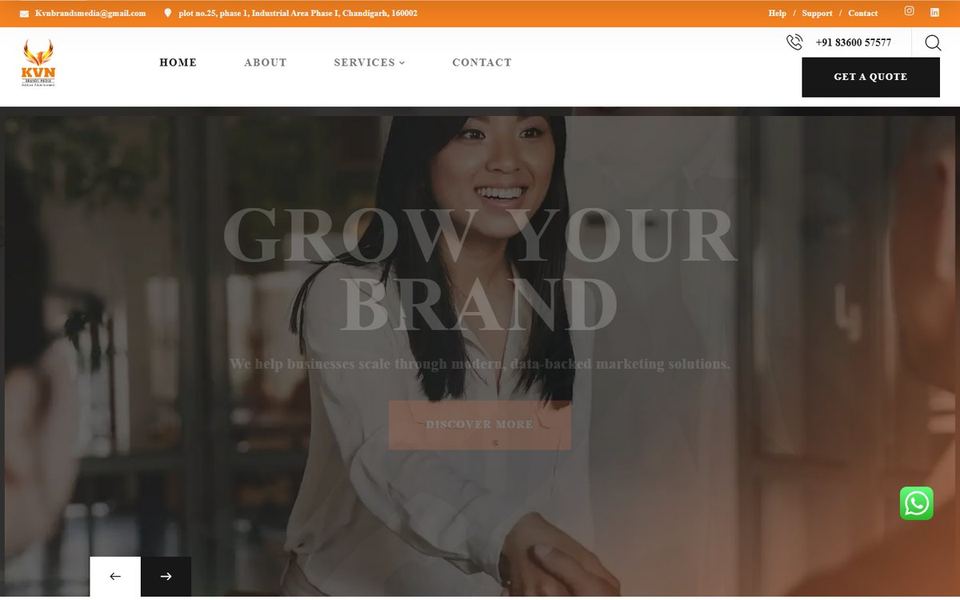 Kvnbrandsmedia@gmail.com
plot no.25, phase 1, Industrial Area Phase I, Chandigarh, 160002
Help / Support / Contact
KVN
BRANDS MEDIA
HOME
ABOUT
SERVICES
CONTACT
+91 83600 57577
GET A QUOTE
GROW YOUR
BRAND
We help businesses scale through modern, data-backed marketing solutions.
DISCOVER MORE